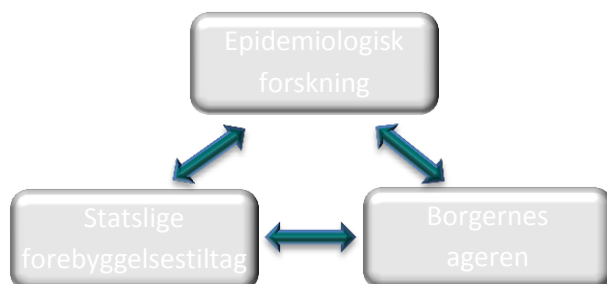 Epidemiologisk
forskning
Statslige
forebyggelsestiltag
Borgernes
ageren